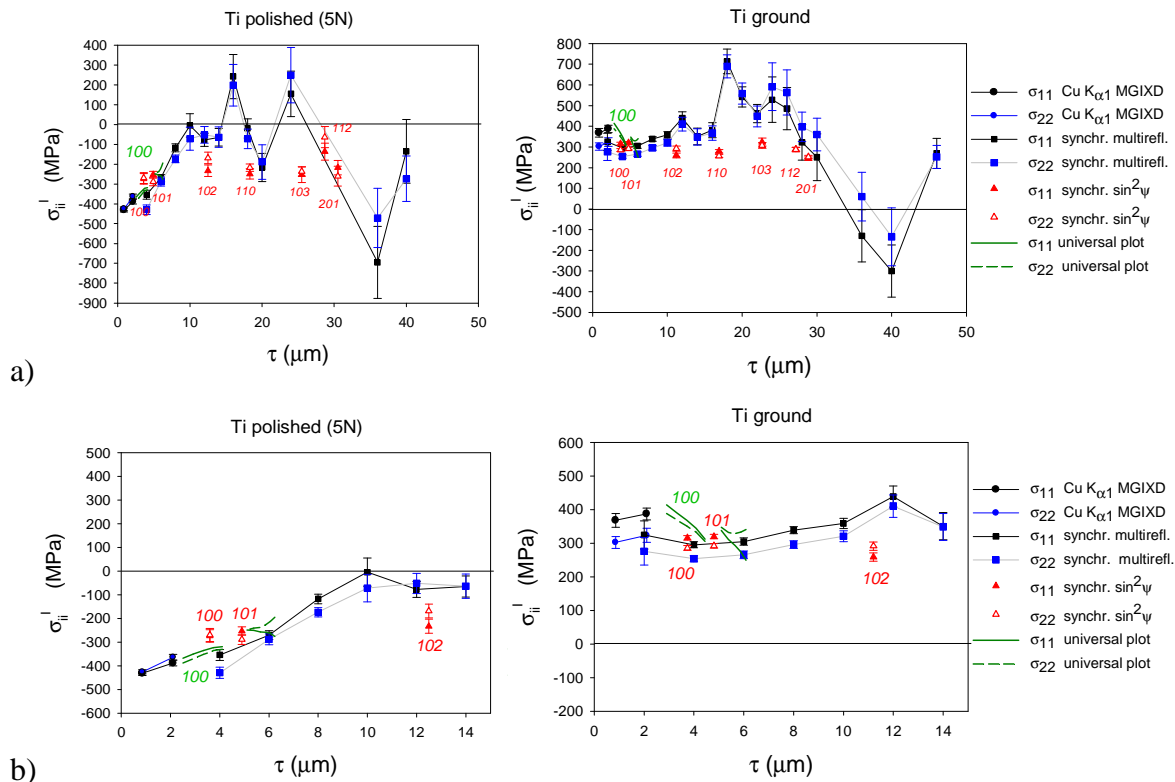 Ti polished (5N)
400
300
200
100
0
-100
-200
-300
-400
-500
-600
-700
-800
-900
σ_ii^I (MPa)
100
100
101
102
110
103
112
201
0 10 20 30 40 50
τ (μm)
Ti ground
800
700
600
500
400
300
200
100
0
-100
-200
-300
-400
-500
σ_ii^I (MPa)
100
100
101
102
110
103
112
201
0 10 20 30 40 50
τ (μm)
σ11 Cu Kα1 MGIXD
σ22 Cu Kα1 MGIXD
σ11 synchr. multirefl.
σ22 synchr. multirefl.
σ11 synchr. sin²ψ
σ22 synchr. sin²ψ
σ11 universal plot
σ22 universal plot
a)
Ti polished (5N)
500
400
300
200
100
0
-100
-200
-300
-400
-500
-600
σ_ii^I (MPa)
100
101
100
102
0 2 4 6 8 10 12 14
τ (μm)
Ti ground
600
500
400
300
200
100
0
-100
-200
σ_ii^I (MPa)
100
101
100
102
0 2 4 6 8 10 12 14
τ (μm)
σ11 Cu Kα1 MGIXD
σ22 Cu Kα1 MGIXD
σ11 synchr. multirefl.
σ22 synchr. multirefl.
σ11 synchr. sin²ψ
σ22 synchr. sin²ψ
σ11 universal plot
σ22 universal plot
b)